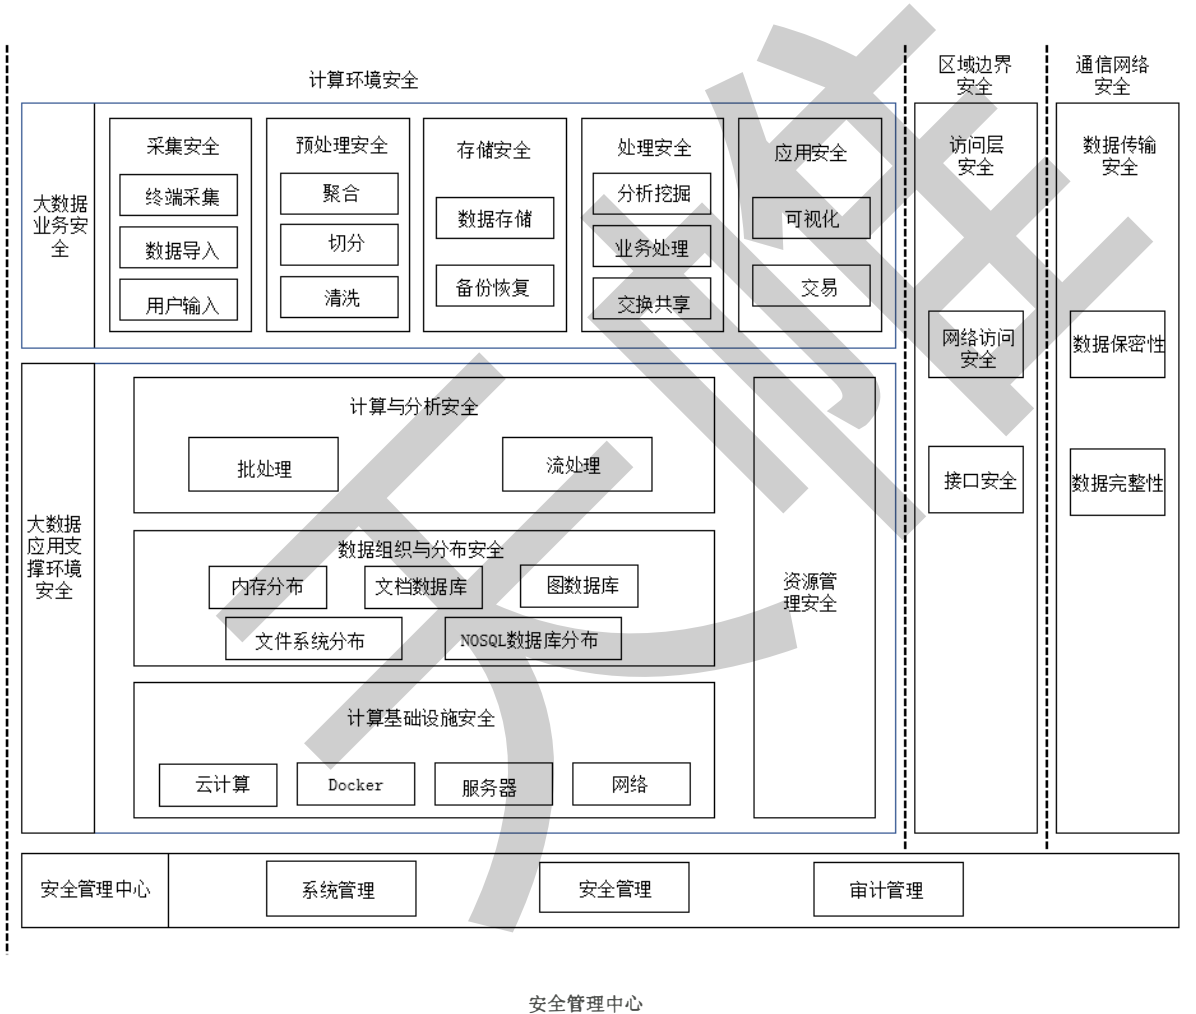 计算环境安全
区域边界
安全
通信网络
安全
大数据
业务安
全
采集安全
终端采集
数据导入
用户输入
预处理安全
聚合
切分
清洗
存储安全
数据存储
备份恢复
处理安全
分析挖掘
业务处理
交换共享
应用安全
可视化
交易
访问层
安全
网络访问
安全
接口安全
数据传输
安全
数据保密性
数据完整性
大数据
应用支
撑环境
安全
计算与分析安全
批处理
流处理
数据组织与分布安全
内存分布
文档数据库
图数据库
文件系统分布
NOSQL数据库分布
计算基础设施安全
云计算
Docker
服务器
网络
资源管
理安全
安全管理中心
系统管理
安全管理
审计管理
安全管理中心